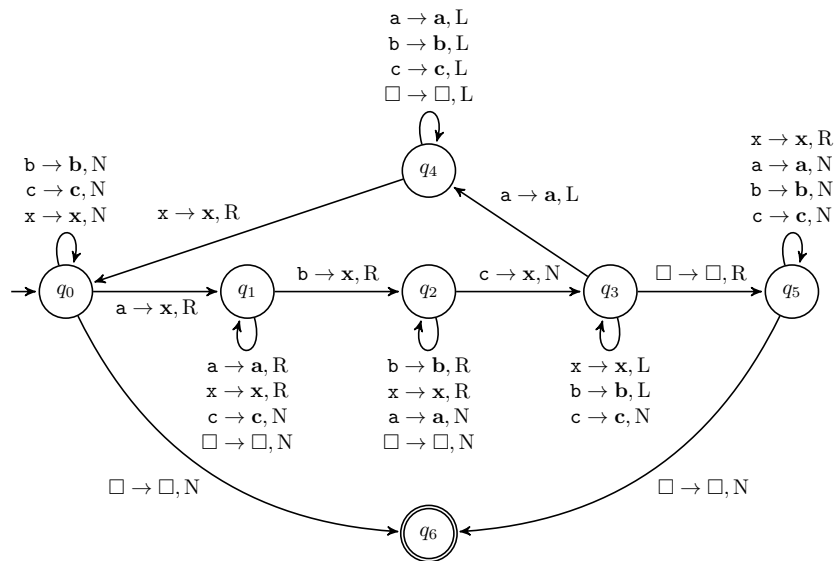 a → a, L
b → b, L
c → c, L
□ → □, L
q₄
x → x, R
a → a, N
b → b, N
c → c, N
b → b, N
c → c, N
x → x, N
x → x, R
a → a, L
q₀
a → x, R
q₁
b → x, R
q₂
c → x, N
q₃
□ → □, R
q₅
a → a, R
x → x, R
c → c, N
□ → □, N
b → b, R
x → x, R
a → a, N
□ → □, N
x → x, L
b → b, L
c → c, N
□ → □, N
□ → □, N
q₆